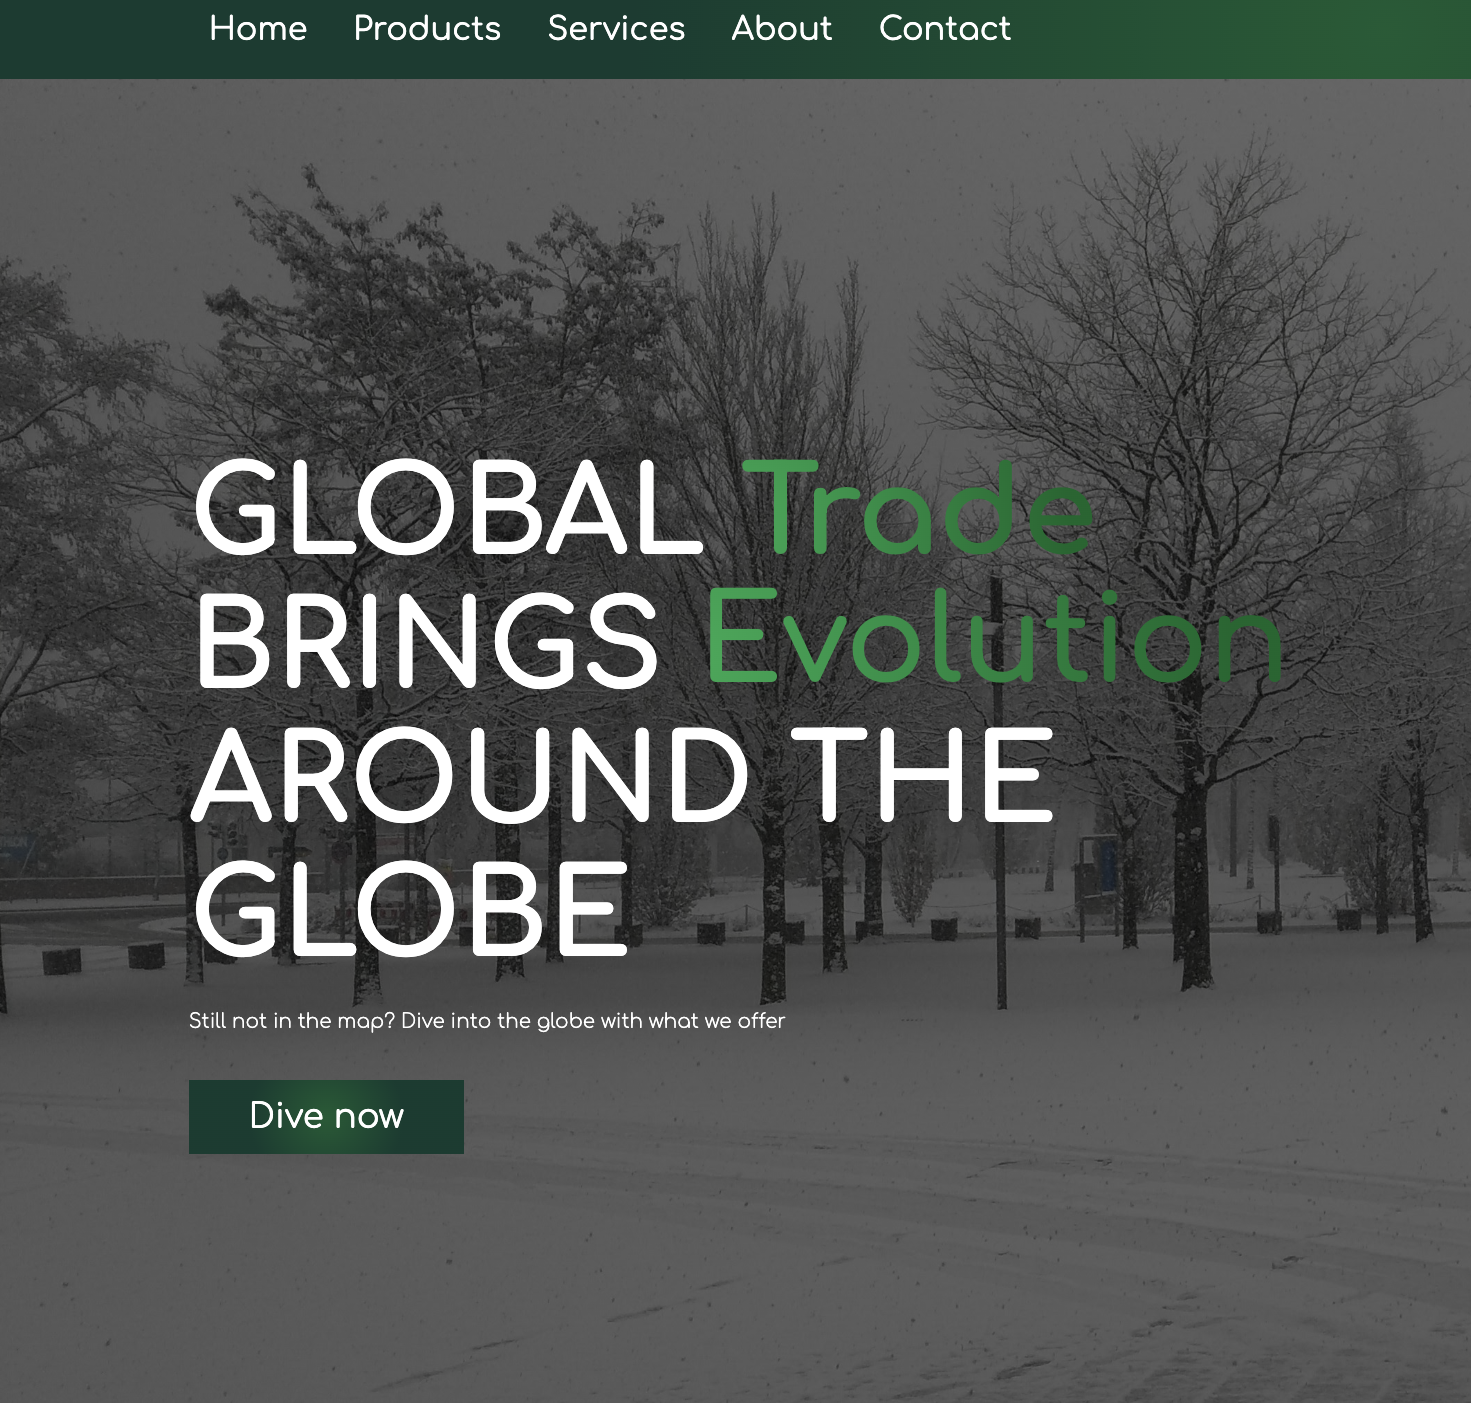 Home Products Services About Contact
GLOBAL Trade
BRINGS Evolution
AROUND THE
GLOBE
Still not in the map? Dive into the globe with what we offer
Dive now